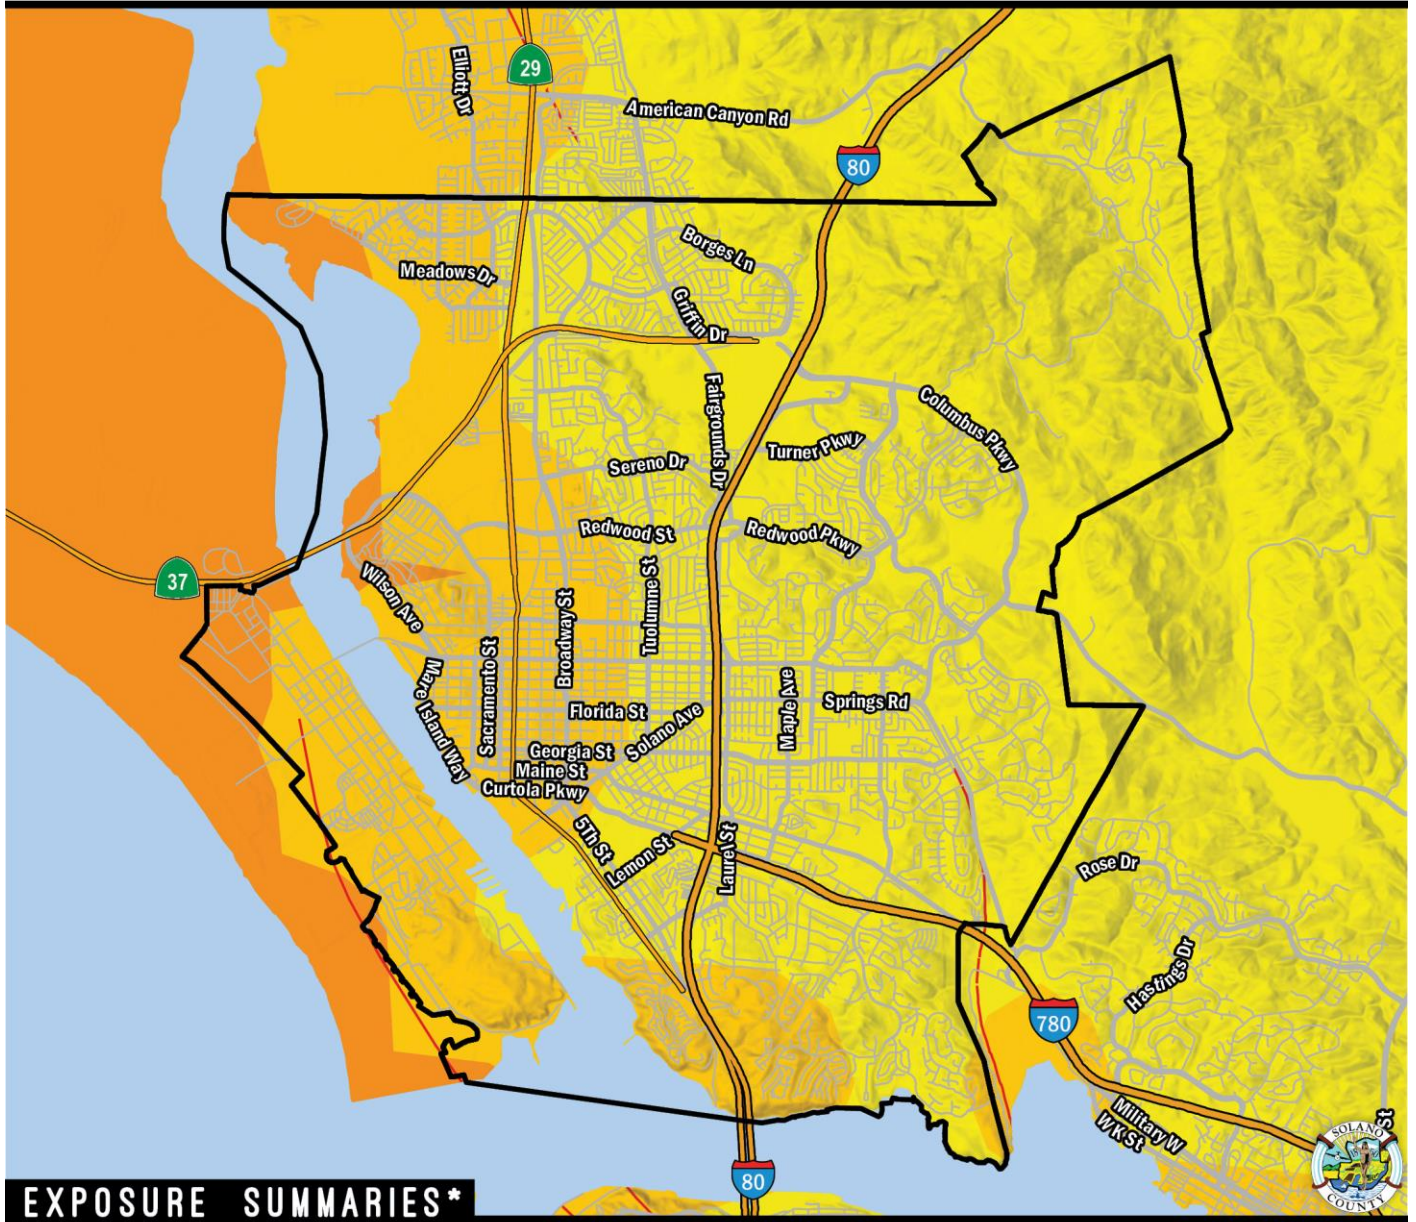 Elliott Dr
29
American Canyon Rd
80
Borges Ln
Meadows Dr
Griffin Dr
Fairgrounds Dr
Columbus Pkwy
Turner Pkwy
Sereno Dr
Redwood St
Redwood Pkwy
37
Wilson Ave
Tuolumne St
Broadway St
Sacramento St
Mare Island Way
Maple Ave
Springs Rd
Florida St
Solano Ave
Georgia St
Maine St
Curtola Pkwy
5Th St
Lemon St
Laurel St
Rose Dr
Hastings Dr
780
Military W
W K St
St
SOLANO
COUNTY
80
EXPOSURE SUMMARIES*